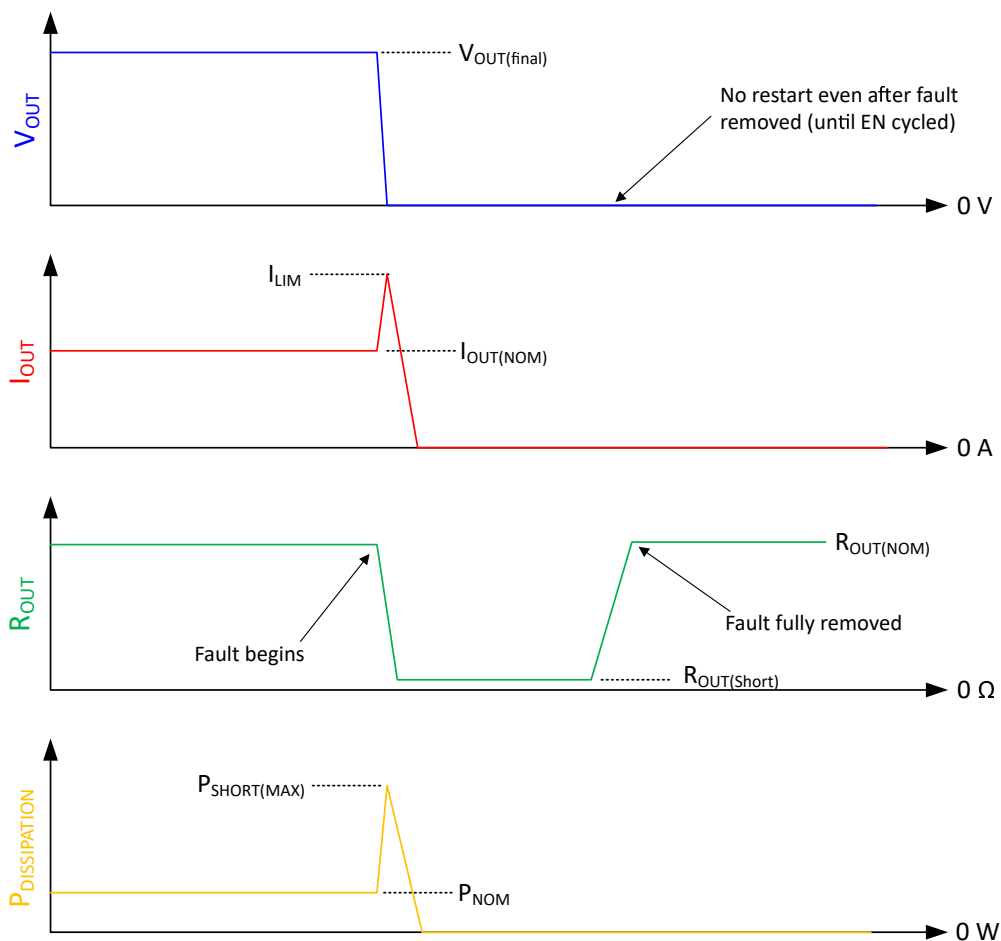 V_OUT
V_OUT(final)
No restart even after fault
removed (until EN cycled)
0 V
I_OUT
I_LIM
I_OUT(NOM)
0 A
R_OUT
Fault begins
R_OUT(NOM)
Fault fully removed
R_OUT(Short)
0 Ω
P_DISSIPATION
P_SHORT(MAX)
P_NOM
0 W